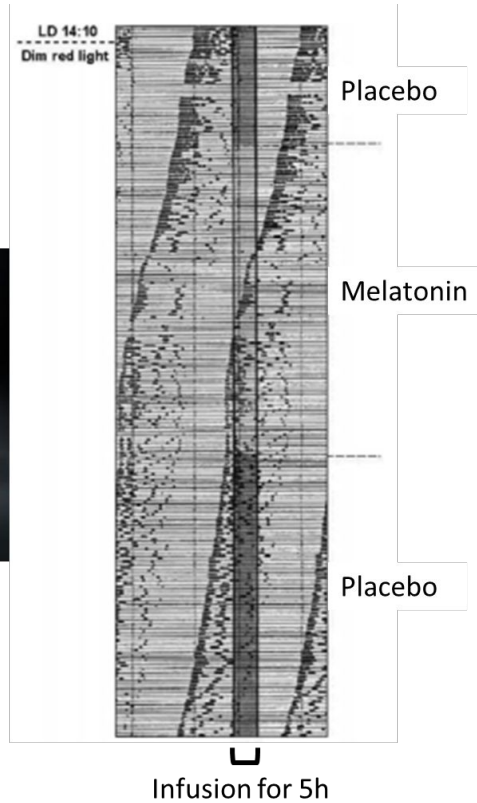 LD 14:10
Dim red light
Placebo
Melatonin
Placebo
Infusion for 5h